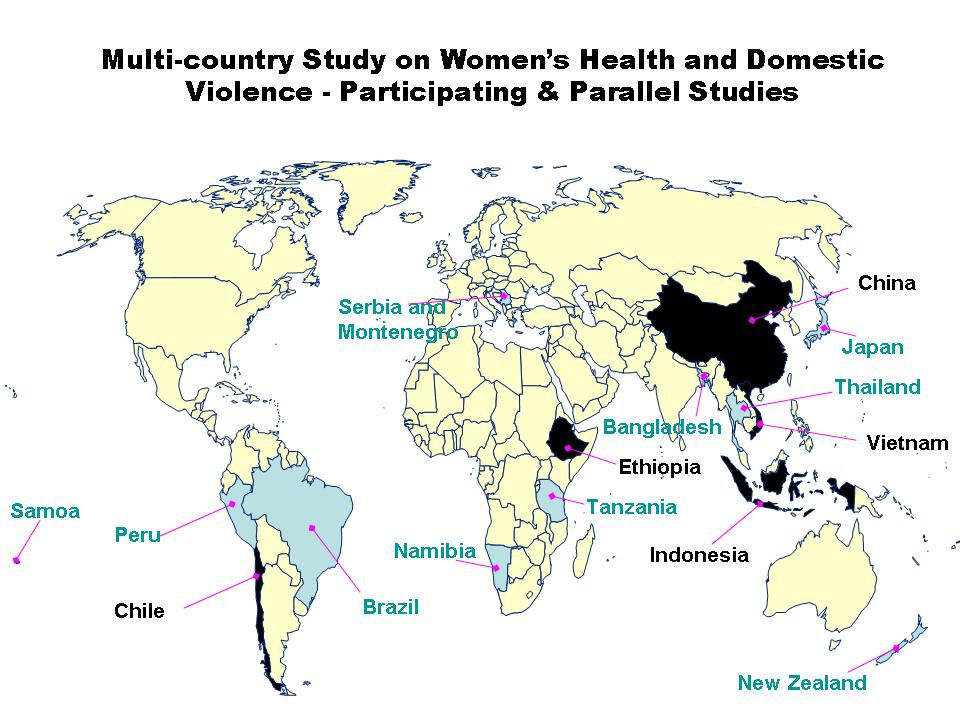 Multi-country Study on Women's Health and Domestic
Violence - Participating & Parallel Studies
China
Serbia and
Montenegro
Japan
Thailand
Bangladesh
Vietnam
Ethiopia
Samoa
Tanzania
Peru
Namibia
Indonesia
Chile
Brazil
New Zealand